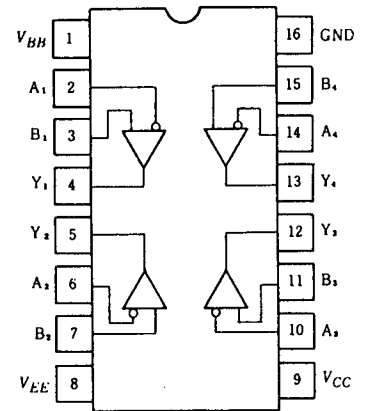 V_BB 1 16 GND
A₁ 2 15 B₄
B₁ 3 14 A₄
Y₁ 4 13 Y₄
Y₂ 5 12 Y₃
A₂ 6 11 B₃
B₂ 7 10 A₃
V_EE 8 9 V_CC